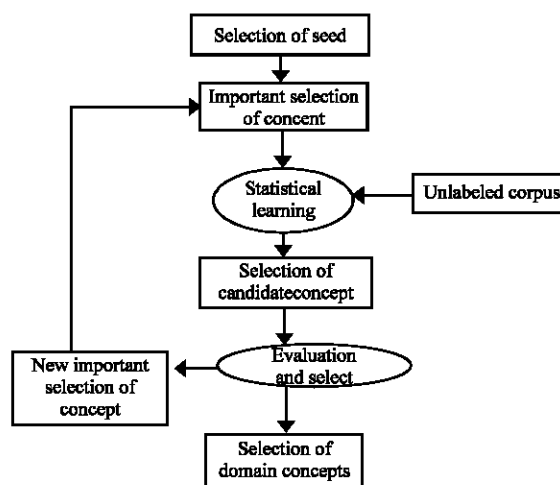 Selection of seed
Important selection
of concent
Statistical
learning
Unlabeled corpus
Selection of
candidateconcept
Evaluation
and select
New important
selection of
concept
Selection of
domain concepts